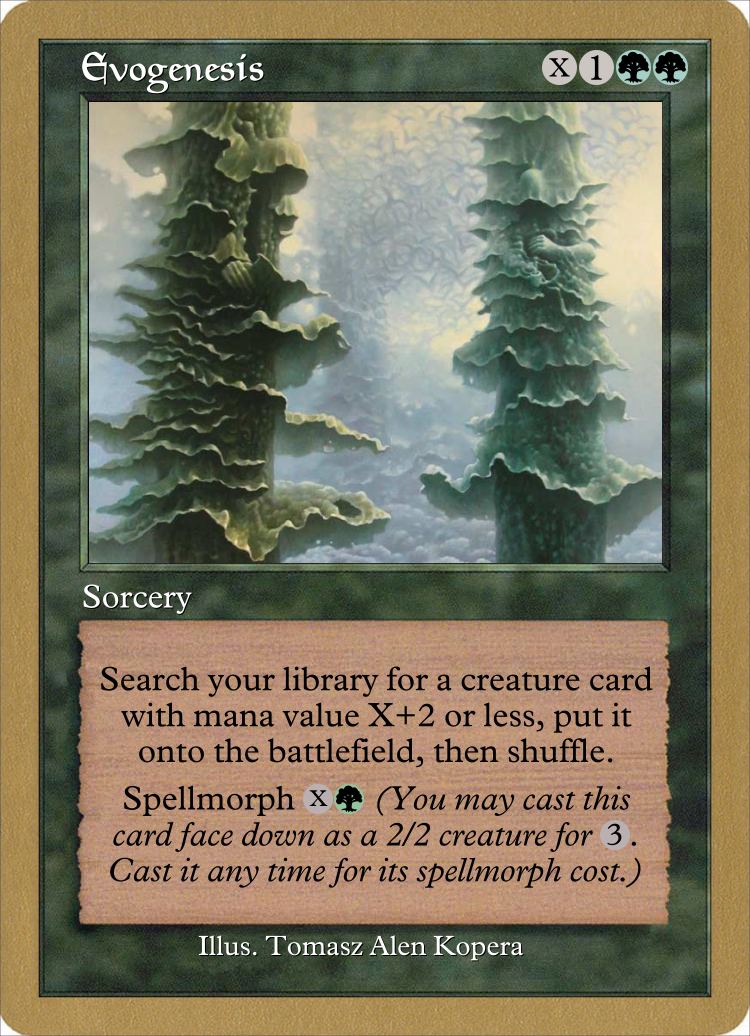 Evogenesis X1
Sorcery
Search your library for a creature card
with mana value X+2 or less, put it
onto the battlefield, then shuffle.
Spellmorph X (You may cast this
card face down as a 2/2 creature for 3.
Cast it any time for its spellmorph cost.)
Illus. Tomasz Alen Kopera